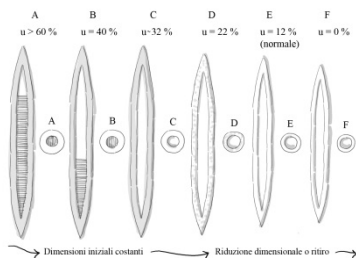 A B C D E F
u > 60 % u = 40 % u~32% u = 22 % u = 12 % u = 0 %
(normale)
A B C D E F
Dimensioni iniziali costanti Riduzione dimensionale o ritiro